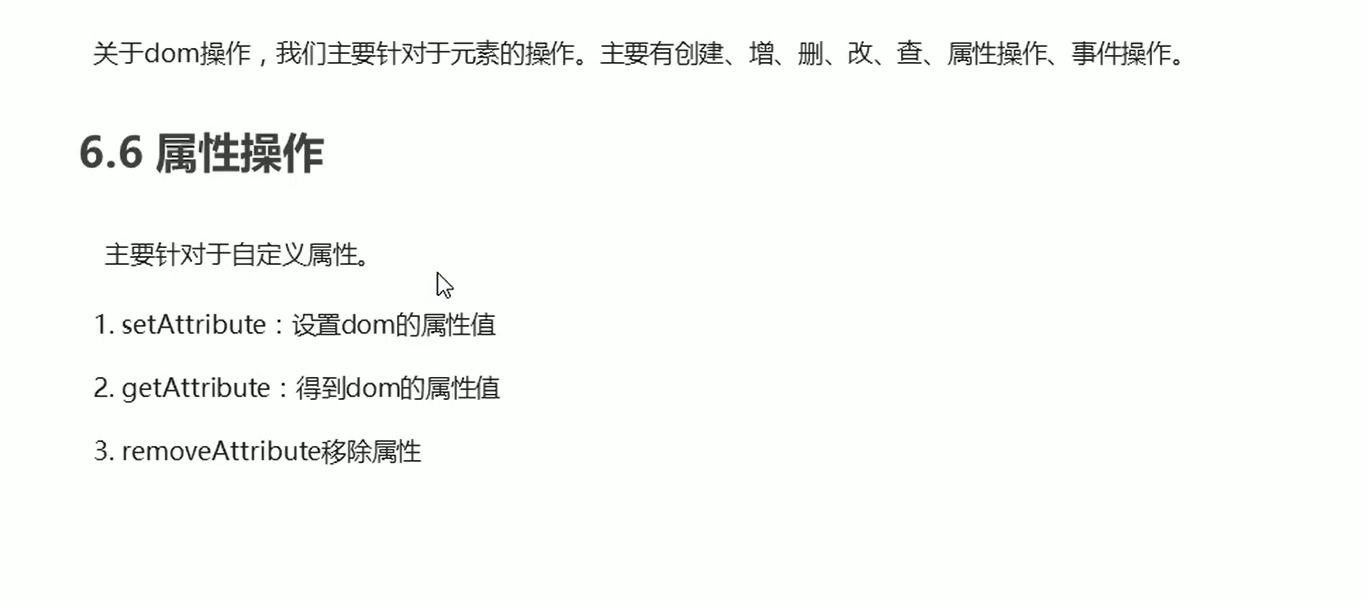 关于dom操作，我们主要针对于元素的操作。主要有创建、增、删、改、查、属性操作、事件操作。
6.6 属性操作
主要针对于自定义属性。
1. setAttribute：设置dom的属性值
2. getAttribute：得到dom的属性值
3. removeAttribute移除属性